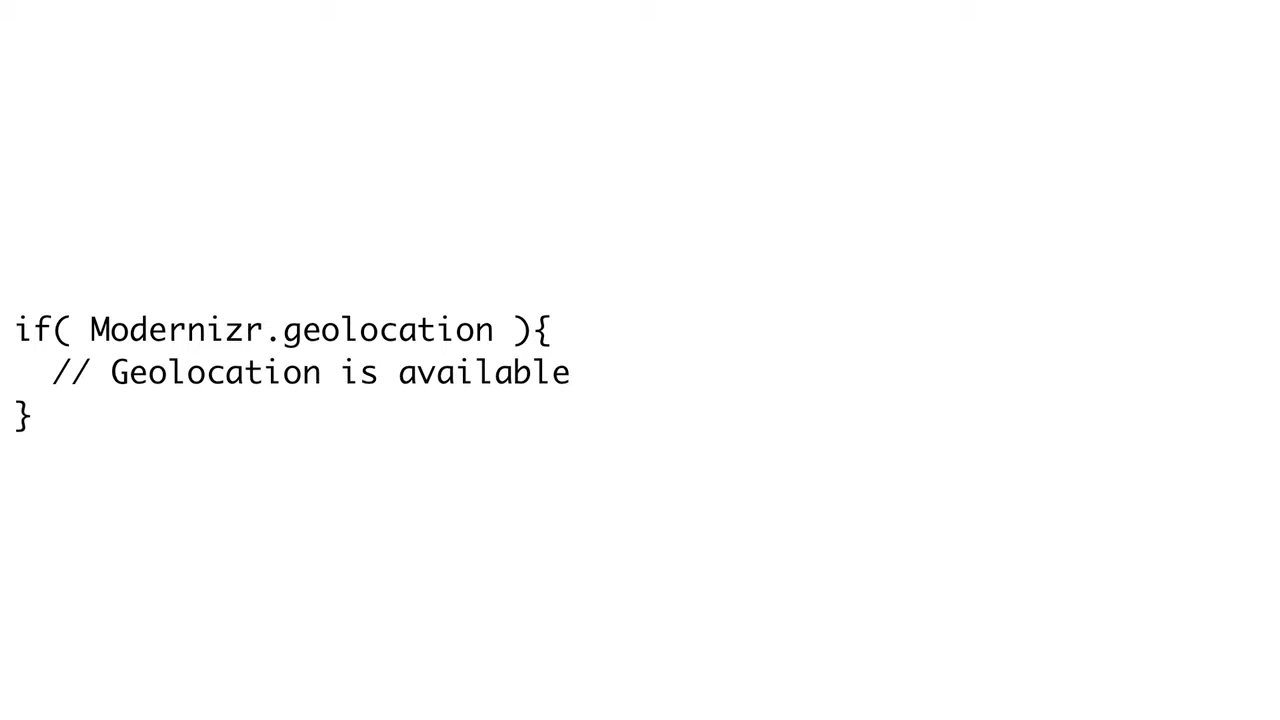 if( Modernizr.geolocation ){
  // Geolocation is available
}